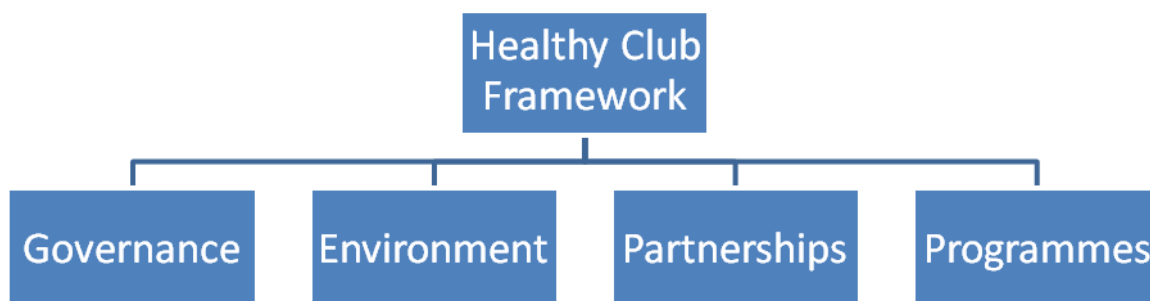 Healthy Club
Framework
Governance
Environment
Partnerships
Programmes